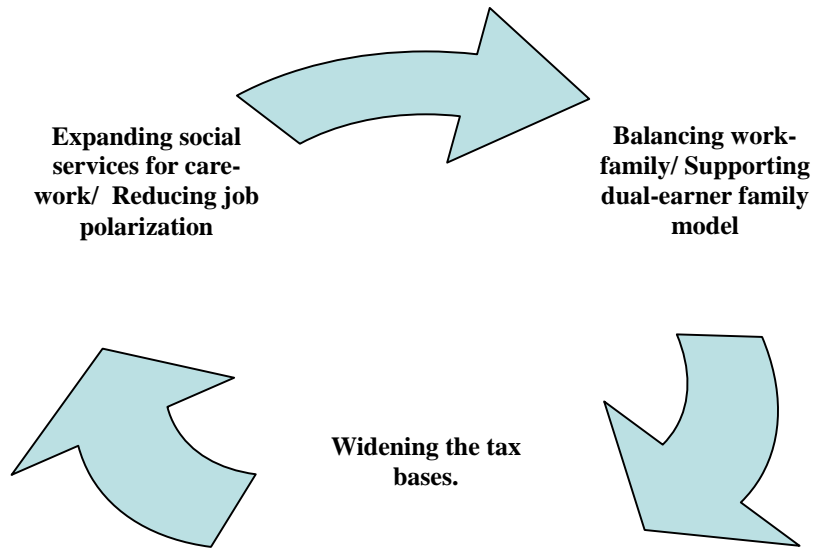 Expanding social
services for care-
work/  Reducing job
polarization
Balancing work-
family/ Supporting
dual-earner family
model
Widening the tax
bases.